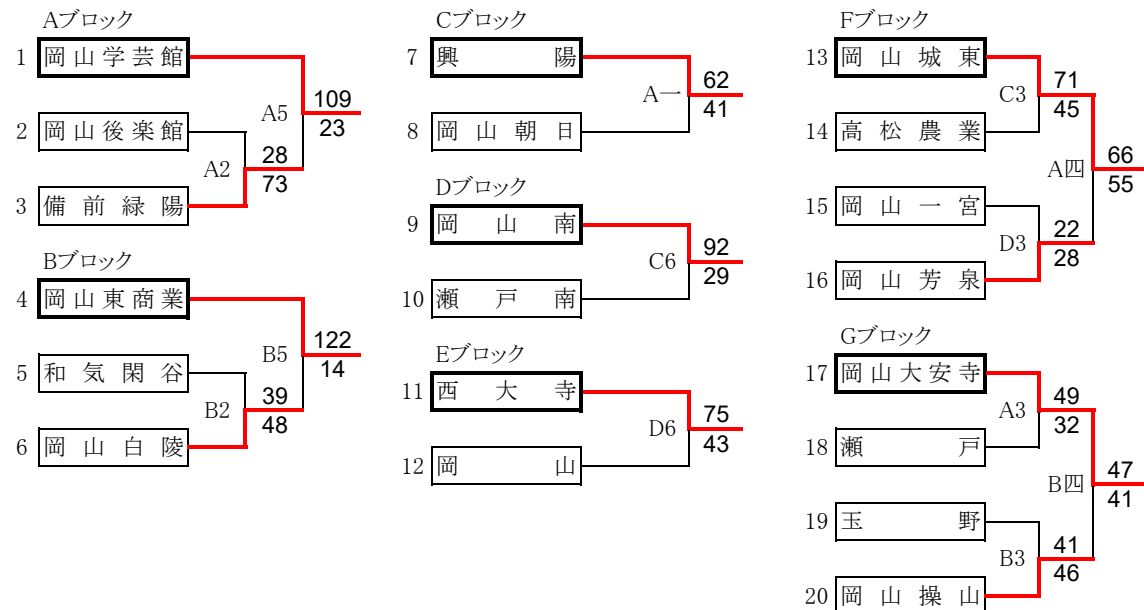 Aブロック
1 岡山学芸館
A5
109
23
2 岡山後楽館
A2
28
73
3 備前緑陽
Bブロック
4 岡山東商業
B5
122
14
5 和気閑谷
B2
39
48
6 岡山白陵
Cブロック
7 興陽
A一
62
41
8 岡山朝日
Dブロック
9 岡山南
C6
92
29
10 瀬戸南
Eブロック
11 西大寺
D6
75
43
12 岡山
Fブロック
13 岡山城東
C3
71
45
14 高松農業
A四
66
55
15 岡山一宮
D3
22
28
16 岡山芳泉
Gブロック
17 岡山大安寺
A3
49
32
18 瀬戸
B四
47
41
19 玉野
B3
41
46
20 岡山操山